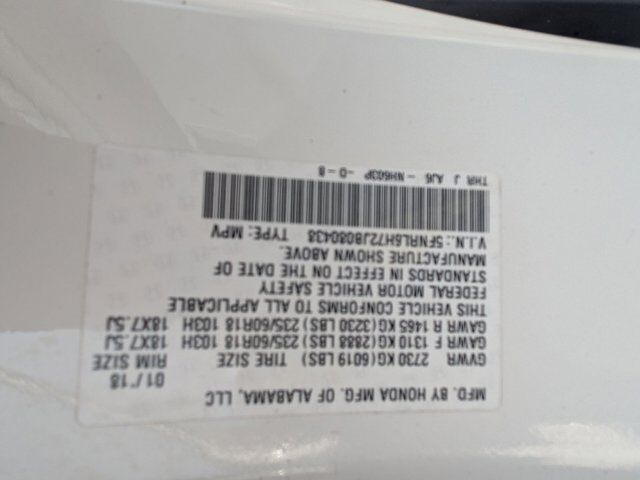 MFD. BY HONDA MFG. OF ALABAMA, LLC 01/'18
GVWR 2730 KG (6019 LBS) TIRE SIZE RIM SIZE
GAWR F 1310 KG (2888 LBS) 235/60R18 103H 18X7.5J
GAWR R 1465 KG (3230 LBS) 235/60R18 103H 18X7.5J
THIS VEHICLE CONFORMS TO ALL APPLICABLE
FEDERAL MOTOR VEHICLE SAFETY
STANDARDS IN EFFECT ON THE DATE OF
MANUFACTURE SHOWN ABOVE.
V.I.N.: 5FNRL6H72JB080438 TYPE: MPV
THR J AJ6 - NH603P -D-8